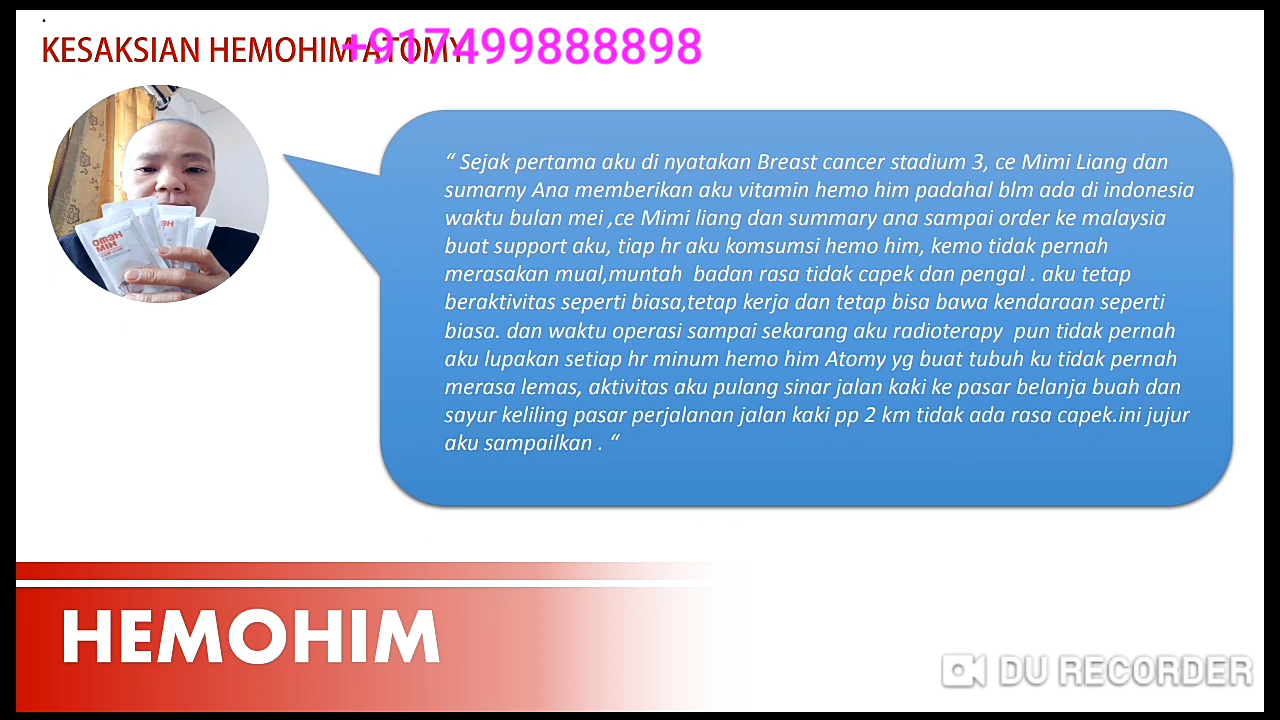 .
KESAKSIAN HEMOHIM ATOMY
+917499888898
“ Sejak pertama aku di nyatakan Breast cancer stadium 3, ce Mimi Liang dan
sumarny Ana memberikan aku vitamin hemo him padahal blm ada di indonesia
waktu bulan mei ,ce Mimi liang dan summary ana sampai order ke malaysia
buat support aku, tiap hr aku komsumsi hemo him, kemo tidak pernah
merasakan mual,muntah  badan rasa tidak capek dan pengal . aku tetap
beraktivitas seperti biasa,tetap kerja dan tetap bisa bawa kendaraan seperti
biasa. dan waktu operasi sampai sekarang aku radioterapy  pun tidak pernah
aku lupakan setiap hr minum hemo him Atomy yg buat tubuh ku tidak pernah
merasa lemas, aktivitas aku pulang sinar jalan kaki ke pasar belanja buah dan
sayur keliling pasar perjalanan jalan kaki pp 2 km tidak ada rasa capek.ini jujur
aku sampailkan . “
HEMO
HIM
HEMOHIM
DU RECORDER